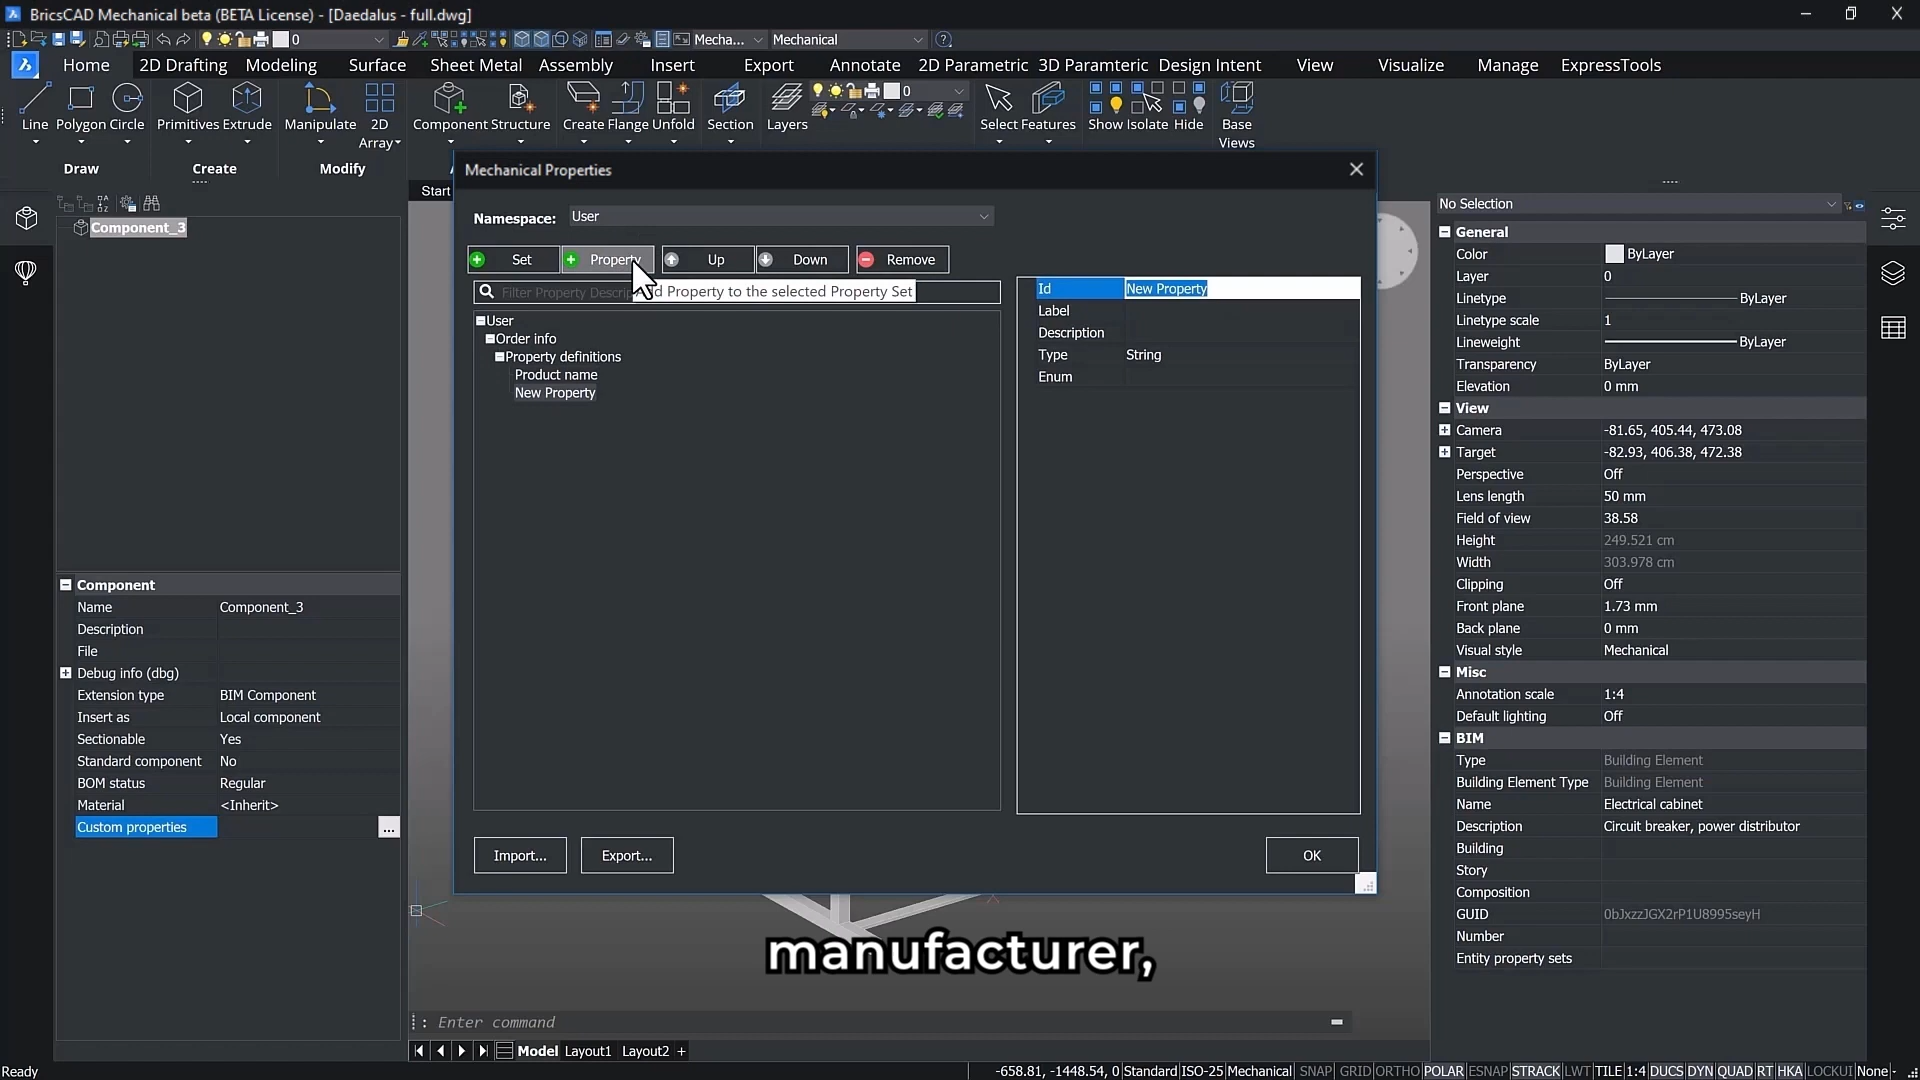 BricsCAD Mechanical beta (BETA License) - [Daedalus - full.dwg]
0 Mecha... Mechanical
Home 2D Drafting Modeling Surface Sheet Metal Assembly Insert Export Annotate 2D Parametric 3D Paramteric Design Intent View Visualize Manage ExpressTools
0
Line Polygon Circle Primitives Extrude Manipulate 2D Array Component Structure Create Flange Unfold Section Layers Select Features Show Isolate Hide Base Views
Draw Create Modify
Mechanical Properties
Start
Namespace: User
Set Property Up Down Remove
Filter Property Descrip
Add Property to the selected Property Set
User
Order info
Property definitions
Product name
New Property
Id New Property
Label
Description
Type String
Enum
Import... Export... OK
Component_3
Component
Name Component_3
Description
File
Debug info (dbg)
Extension type BIM Component
Insert as Local component
Sectionable Yes
Standard component No
BOM status Regular
Material <Inherit>
Custom properties ...
No Selection
General
Color ByLayer
Layer 0
Linetype ByLayer
Linetype scale 1
Lineweight ByLayer
Transparency ByLayer
Elevation 0 mm
View
Camera -81.65, 405.44, 473.08
Target -82.93, 406.38, 472.38
Perspective Off
Lens length 50 mm
Field of view 38.58
Height 249.521 cm
Width 303.978 cm
Clipping Off
Front plane 1.73 mm
Back plane 0 mm
Visual style Mechanical
Misc
Annotation scale 1:4
Default lighting Off
BIM
Type Building Element
Building Element Type Building Element
Name Electrical cabinet
Description Circuit breaker, power distributor
Building
Story
Composition
GUID 0bJxzzJGX2rP1U8995seyH
Number
Entity property sets
manufacturer,
: Enter command
Model Layout1 Layout2 +
Ready -658.81, -1448.54, 0 Standard ISO-25 Mechanical SNAP GRID ORTHO POLAR ESNAP STRACK LWT TILE 1:4 DUCS DYN QUAD RT HKA LOCKUI None